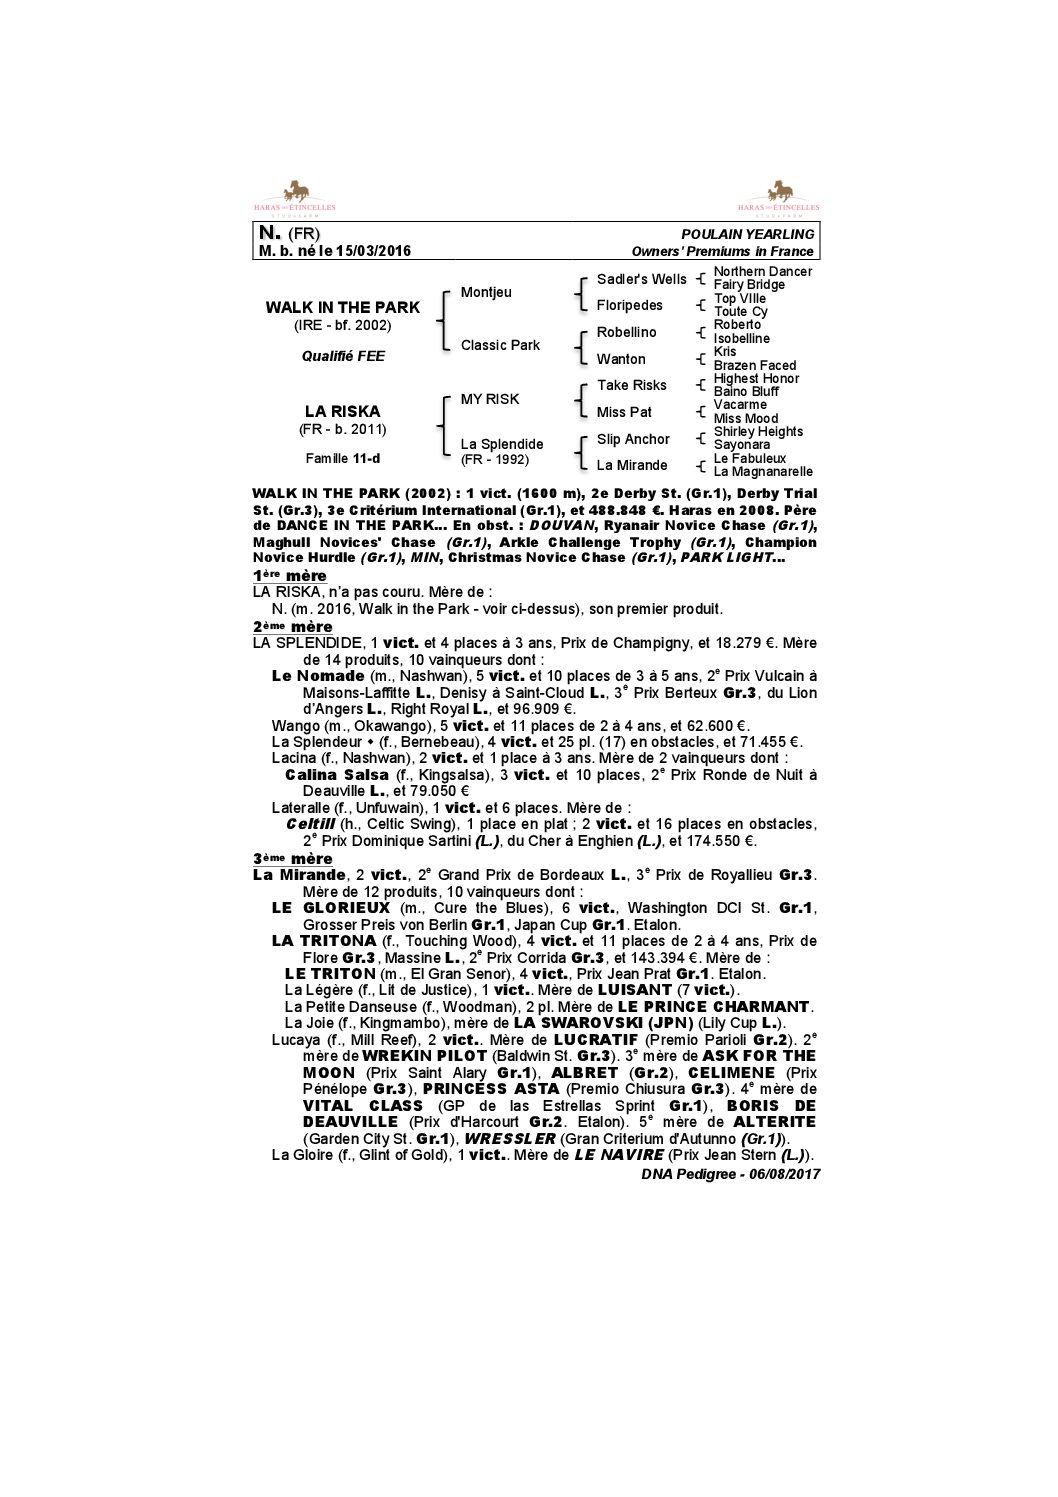 HARAS DES ÉTINCELLES
STUDFARM
HARAS DES ÉTINCELLES
STUDFARM
N. (FR)
POULAIN YEARLING
M. b. né le 15/03/2016
Owners' Premiums in France
WALK IN THE PARK
(IRE - bf. 2002)
Qualifié FEE
LA RISKA
(FR - b. 2011)
Famille 11-d
Montjeu
Classic Park
MY RISK
La Splendide
(FR - 1992)
Sadler's Wells
Floripedes
Robellino
Wanton
Take Risks
Miss Pat
Slip Anchor
La Mirande
Northern Dancer
Fairy Bridge
Top VIlle
Toute Cy
Roberto
Isobelline
Kris
Brazen Faced
Highest Honor
Baino Bluff
Vacarme
Miss Mood
Shirley Heights
Sayonara
Le Fabuleux
La Magnanarelle
WALK IN THE PARK (2002) : 1 vict. (1600 m), 2e Derby St. (Gr.1), Derby Trial
St. (Gr.3), 3e Critérium International (Gr.1), et 488.848 €. Haras en 2008. Père
de DANCE IN THE PARK... En obst. : DOUVAN, Ryanair Novice Chase (Gr.1),
Maghull Novices' Chase (Gr.1), Arkle Challenge Trophy (Gr.1), Champion
Novice Hurdle (Gr.1), MIN, Christmas Novice Chase (Gr.1), PARK LIGHT...
1ère mère
LA RISKA, n'a pas couru. Mère de :
N. (m. 2016, Walk in the Park - voir ci-dessus), son premier produit.
2ème mère
LA SPLENDIDE, 1 vict. et 4 places à 3 ans, Prix de Champigny, et 18.279 €. Mère
de 14 produits, 10 vainqueurs dont :
Le Nomade (m., Nashwan), 5 vict. et 10 places de 3 à 5 ans, 2e Prix Vulcain à
Maisons-Laffitte L., Denisy à Saint-Cloud L., 3e Prix Berteux Gr.3, du Lion
d'Angers L., Right Royal L., et 96.909 €.
Wango (m., Okawango), 5 vict. et 11 places de 2 à 4 ans, et 62.600 €.
La Splendeur ♦ (f., Bernebeau), 4 vict. et 25 pl. (17) en obstacles, et 71.455 €.
Lacina (f., Nashwan), 2 vict. et 1 place à 3 ans. Mère de 2 vainqueurs dont :
Calina Salsa (f., Kingsalsa), 3 vict. et 10 places, 2e Prix Ronde de Nuit à
Deauville L., et 79.050 €
Lateralle (f., Unfuwain), 1 vict. et 6 places. Mère de :
Celtill (h., Celtic Swing), 1 place en plat ; 2 vict. et 16 places en obstacles,
2e Prix Dominique Sartini (L.), du Cher à Enghien (L.), et 174.550 €.
3ème mère
La Mirande, 2 vict., 2e Grand Prix de Bordeaux L., 3e Prix de Royallieu Gr.3.
Mère de 12 produits, 10 vainqueurs dont :
LE GLORIEUX (m., Cure the Blues), 6 vict., Washington DCI St. Gr.1,
Grosser Preis von Berlin Gr.1, Japan Cup Gr.1. Etalon.
LA TRITONA (f., Touching Wood), 4 vict. et 11 places de 2 à 4 ans, Prix de
Flore Gr.3, Massine L., 2e Prix Corrida Gr.3, et 143.394 €. Mère de :
LE TRITON (m., El Gran Senor), 4 vict., Prix Jean Prat Gr.1. Etalon.
La Légère (f., Lit de Justice), 1 vict.. Mère de LUISANT (7 vict.).
La Petite Danseuse (f., Woodman), 2 pl. Mère de LE PRINCE CHARMANT.
La Joie (f., Kingmambo), mère de LA SWAROVSKI (JPN) (Lily Cup L.).
Lucaya (f., Mill Reef), 2 vict.. Mère de LUCRATIF (Premio Parioli Gr.2). 2e
mère de WREKIN PILOT (Baldwin St. Gr.3). 3e mère de ASK FOR THE
MOON (Prix Saint Alary Gr.1), ALBRET (Gr.2), CELIMENE (Prix
Pénélope Gr.3), PRINCESS ASTA (Premio Chiusura Gr.3). 4e mère de
VITAL CLASS (GP de las Estrellas Sprint Gr.1), BORIS DE
DEAUVILLE (Prix d'Harcourt Gr.2. Etalon). 5e mère de ALTERITE
(Garden City St. Gr.1), WRESSLER (Gran Criterium d'Autunno (Gr.1)).
La Gloire (f., Glint of Gold), 1 vict.. Mère de LE NAVIRE (Prix Jean Stern (L.)).
DNA Pedigree - 06/08/2017